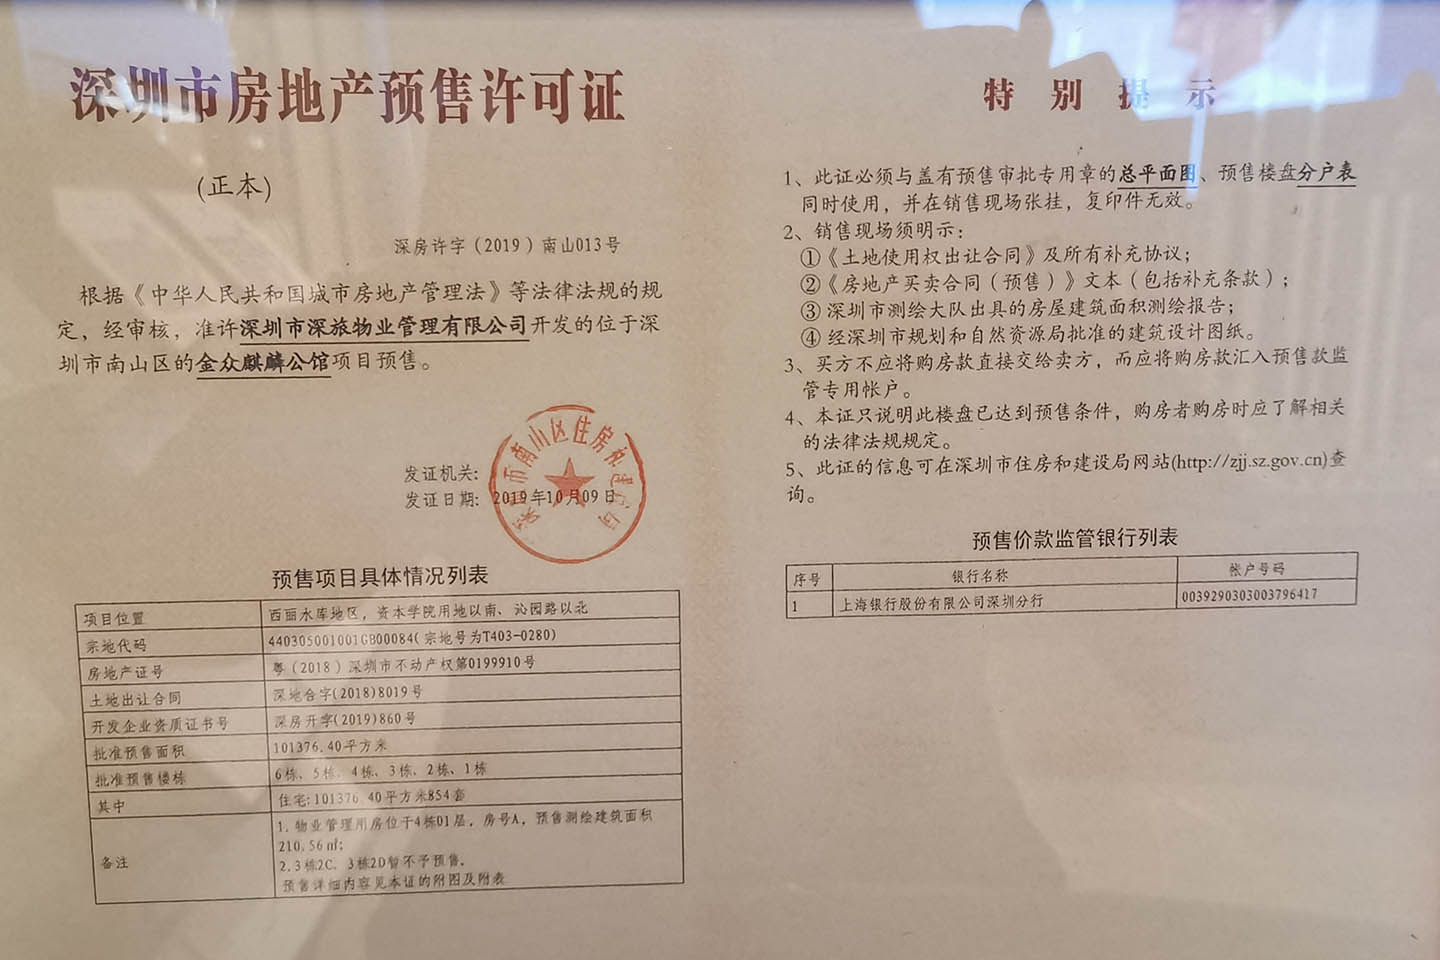 深圳市房地产预售许可证
(正本)
深房许字(2019)南山013号
根据《中华人民共和国城市房地产管理法》等法律法规的规
定，经审核，准许深圳市深旅物业管理有限公司开发的位于深
圳市南山区的金众麒麟公馆项目预售。
发证机关:
发证日期: 2019年10月09日
深圳市南山区住房和建设局
预售项目具体情况列表
项目位置 西丽水库地区，资本学院用地以南、沁园路以北
宗地代码 440305001001GB00084(宗地号为T403-0280)
房地产证号 粤(2018)深圳市不动产权第0199910号
土地出让合同 深地合字(2018)8019号
开发企业资质证书号 深房开字(2019)860号
批准预售面积 101376.40平方米
批准预售楼栋 6栋、5栋、4栋、3栋、2栋、1栋
其中 住宅:101376.40平方米854套
备注 1.物业管理用房位于4栋01层，房号A，预售测绘建筑面积
210.56㎡;
2.3栋2C、3栋2D暂不予预售。
预售详细内容见本证的附图及附表
特别提示
1、此证必须与盖有预售审批专用章的总平面图、预售楼盘分户表
同时使用，并在销售现场张挂，复印件无效。
2、销售现场须明示：
①《土地使用权出让合同》及所有补充协议；
②《房地产买卖合同（预售）》文本（包括补充条款）；
③深圳市测绘大队出具的房屋建筑面积测绘报告；
④经深圳市规划和自然资源局批准的建筑设计图纸。
3、买方不应将购房款直接交给卖方，而应将购房款汇入预售款监
管专用帐户。
4、本证只说明此楼盘已达到预售条件，购房者购房时应了解相关
的法律法规规定。
5、此证的信息可在深圳市住房和建设局网站(http://zjj.sz.gov.cn)查
询。
预售价款监管银行列表
序号 银行名称 帐户号码
1 上海银行股份有限公司深圳分行 0039290303003796417